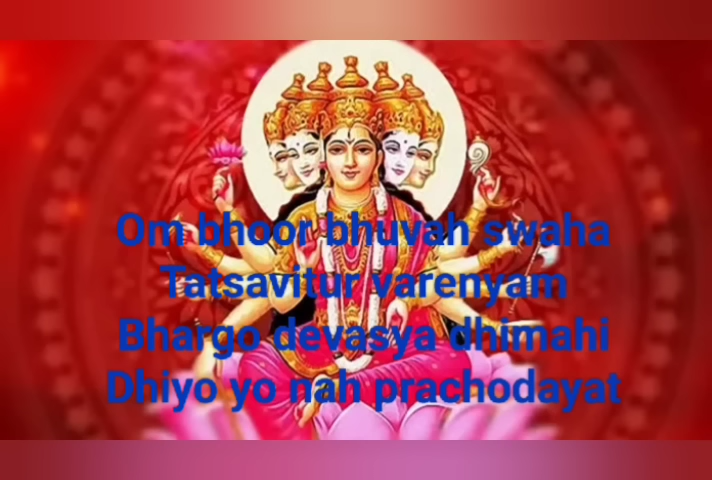 Om bhoor bhuvah swaha
Tatsavitur varenyam
Bhargo devasya dhimahi
Dhiyo yo nah prachodayat